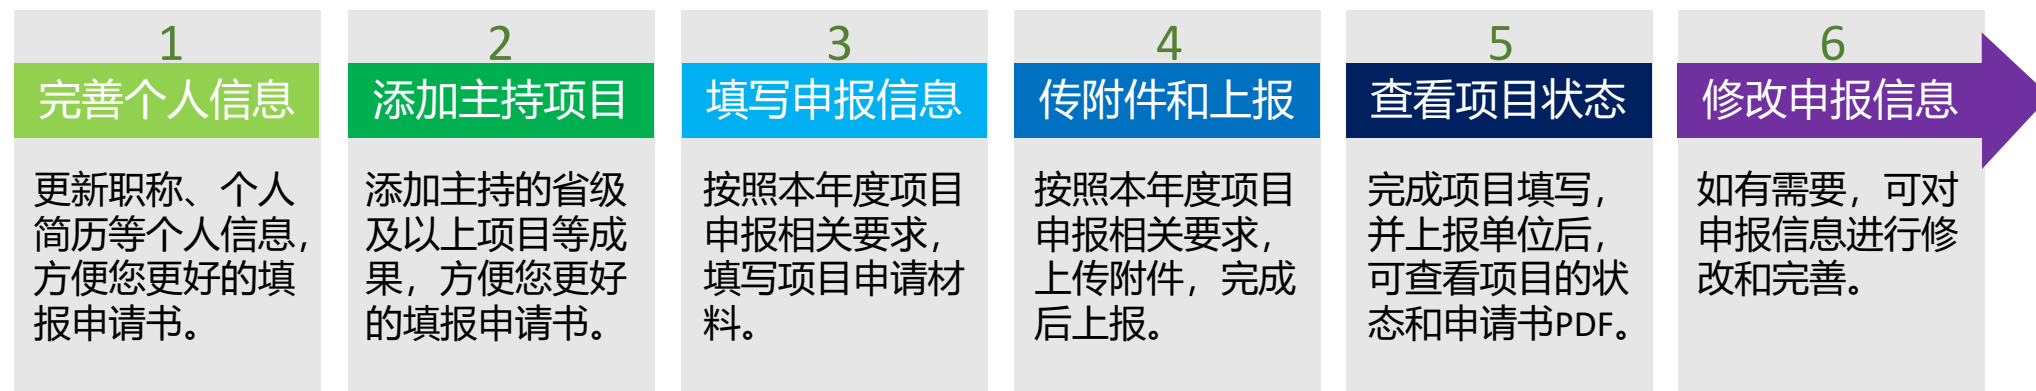 1
完善个人信息
更新职称、个人
简历等个人信息，
方便您更好的填
报申请书。
2
添加主持项目
添加主持的省级
及以上项目等成
果，方便您更好
的填报申请书。
3
填写申报信息
按照本年度项目
申报相关要求，
填写项目申请材
料。
4
传附件和上报
按照本年度项目
申报相关要求，
上传附件，完成
后上报。
5
查看项目状态
完成项目填写，
并上报单位后，
可查看项目的状
态和申请书PDF。
6
修改申报信息
如有需要，可对
申报信息进行修
改和完善。